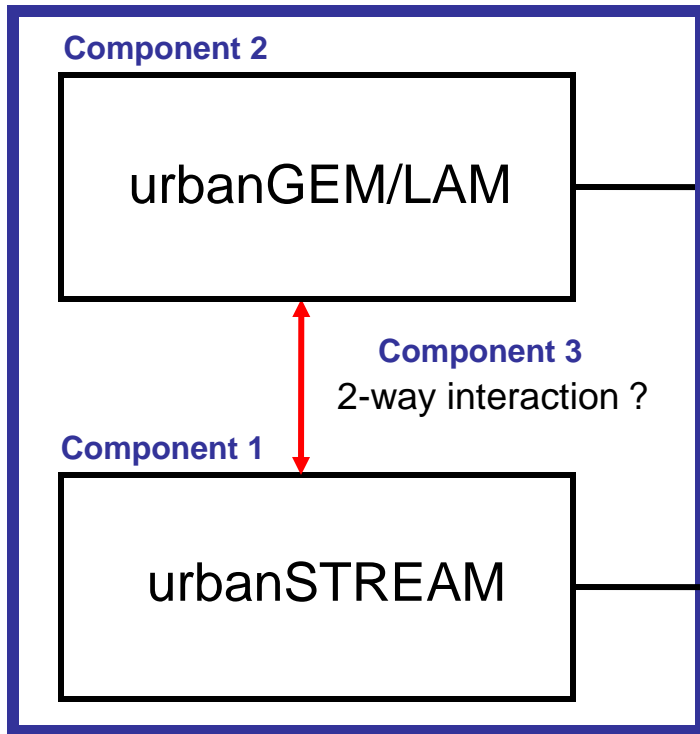 Component 2
urbanGEM/LAM
Component 3
2-way interaction ?
Component 1
urbanSTREAM